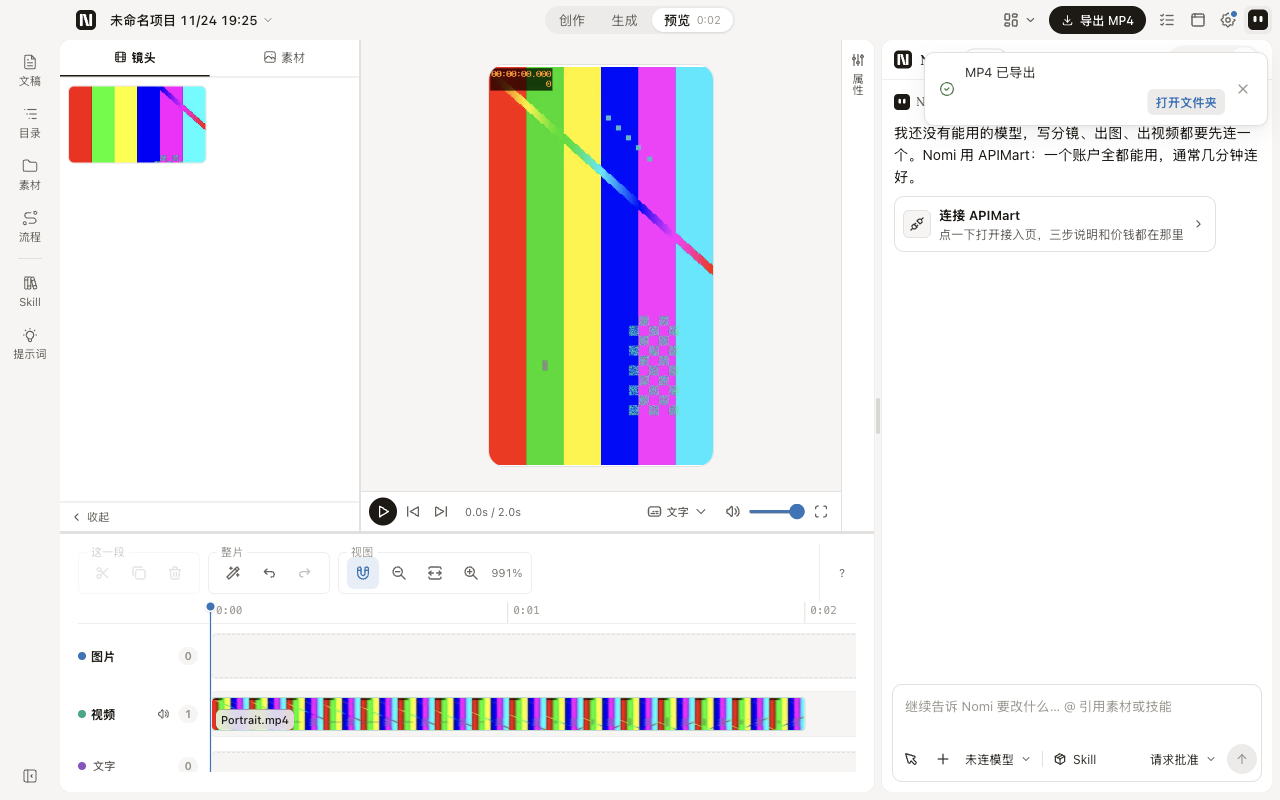 未命名项目 11/24 19:25
创作 生成 预览 0:02
导出 MP4
文稿
目录
素材
流程
Skill
提示词
镜头 素材
收起
00:00:00.000
0
属性
MP4 已导出
打开文件夹
我还没有能用的模型，写分镜、出图、出视频都要先连一
个。Nomi 用 APIMart：一个账户全都能用，通常几分钟连
好。
连接 APIMart
点一下打开接入页，三步说明和价钱都在那里
0.0s / 2.0s
文字
这一段 整片 视图
991%
?
0:00 0:01 0:02
图片 0
视频 1
Portrait.mp4
文字 0
继续告诉 Nomi 要改什么... @ 引用素材或技能
未连模型 Skill 请求批准